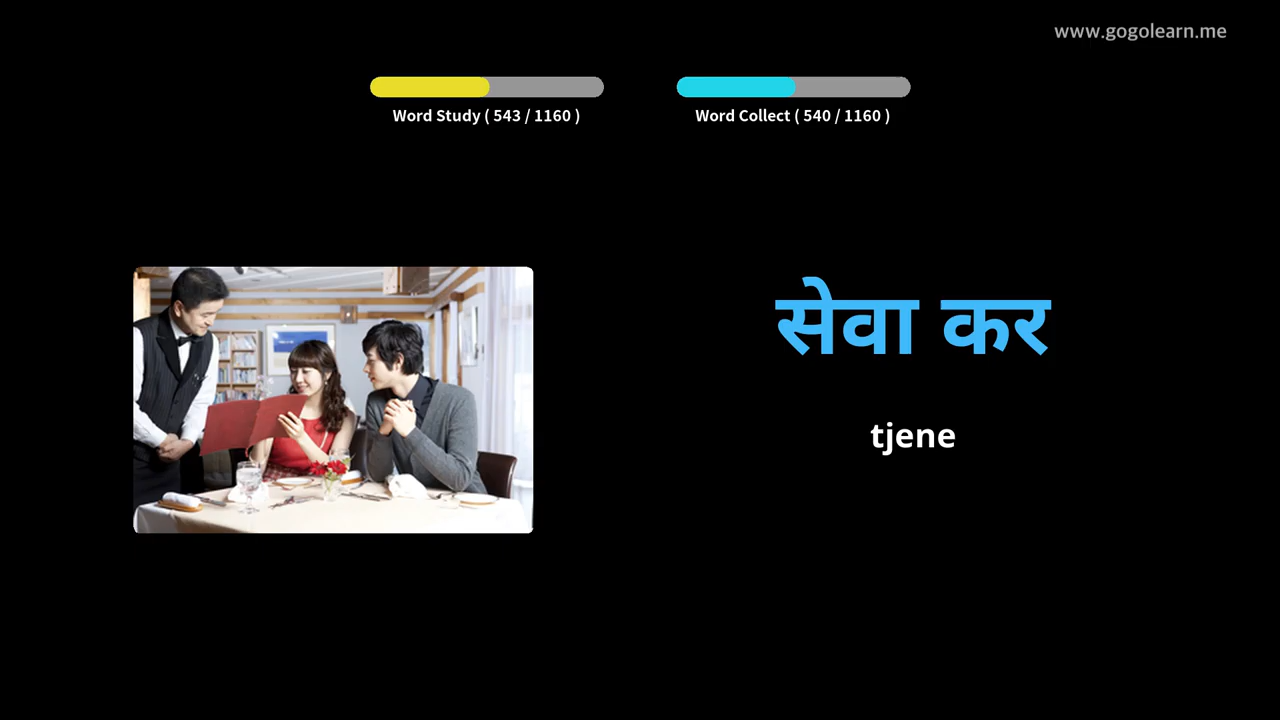 www.gogolearn.me
Word Study ( 543 / 1160 )
Word Collect ( 540 / 1160 )
सेवा कर
tjene